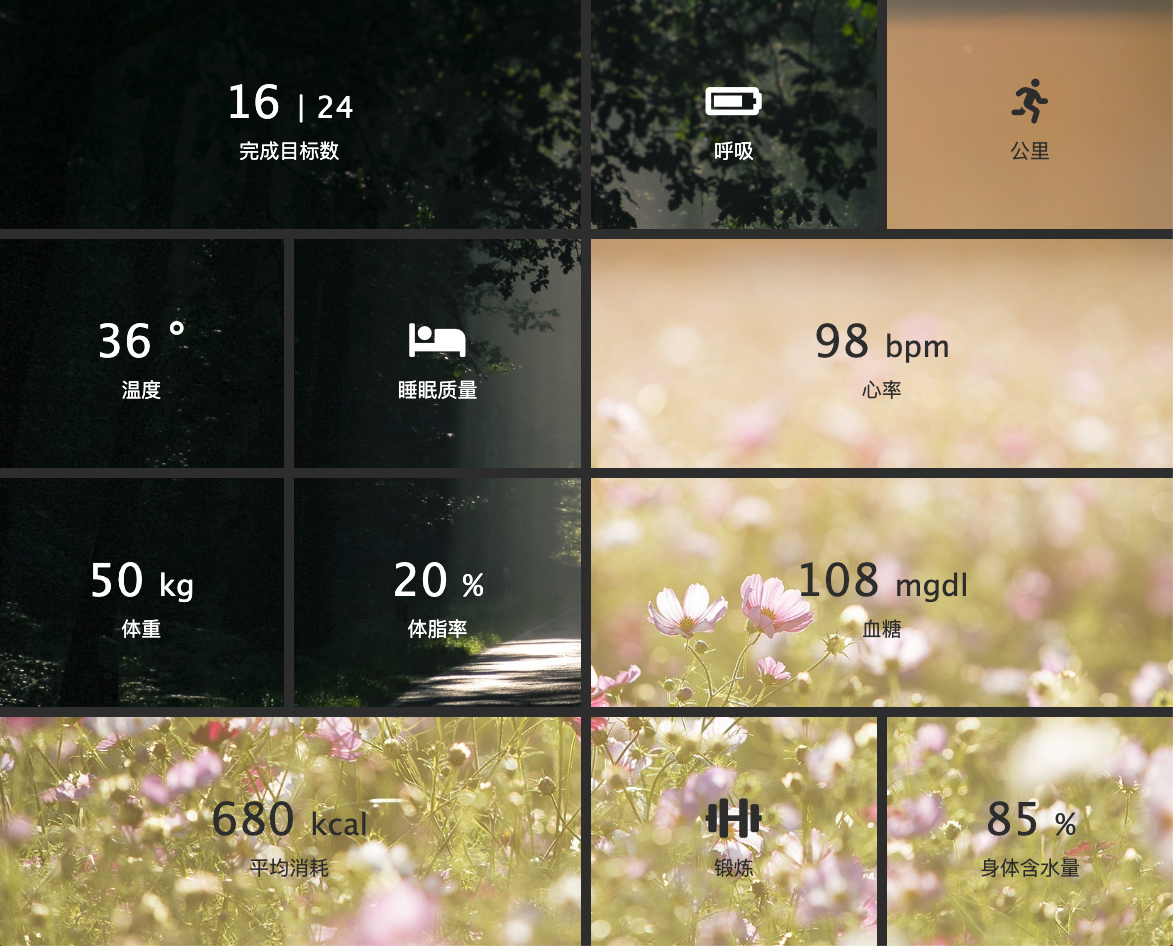 16 | 24
完成目标数
呼吸
公里
36 °
温度
睡眠质量
98 bpm
心率
50 kg
体重
20 %
体脂率
108 mgdl
血糖
680 kcal
平均消耗
锻炼
85 %
身体含水量